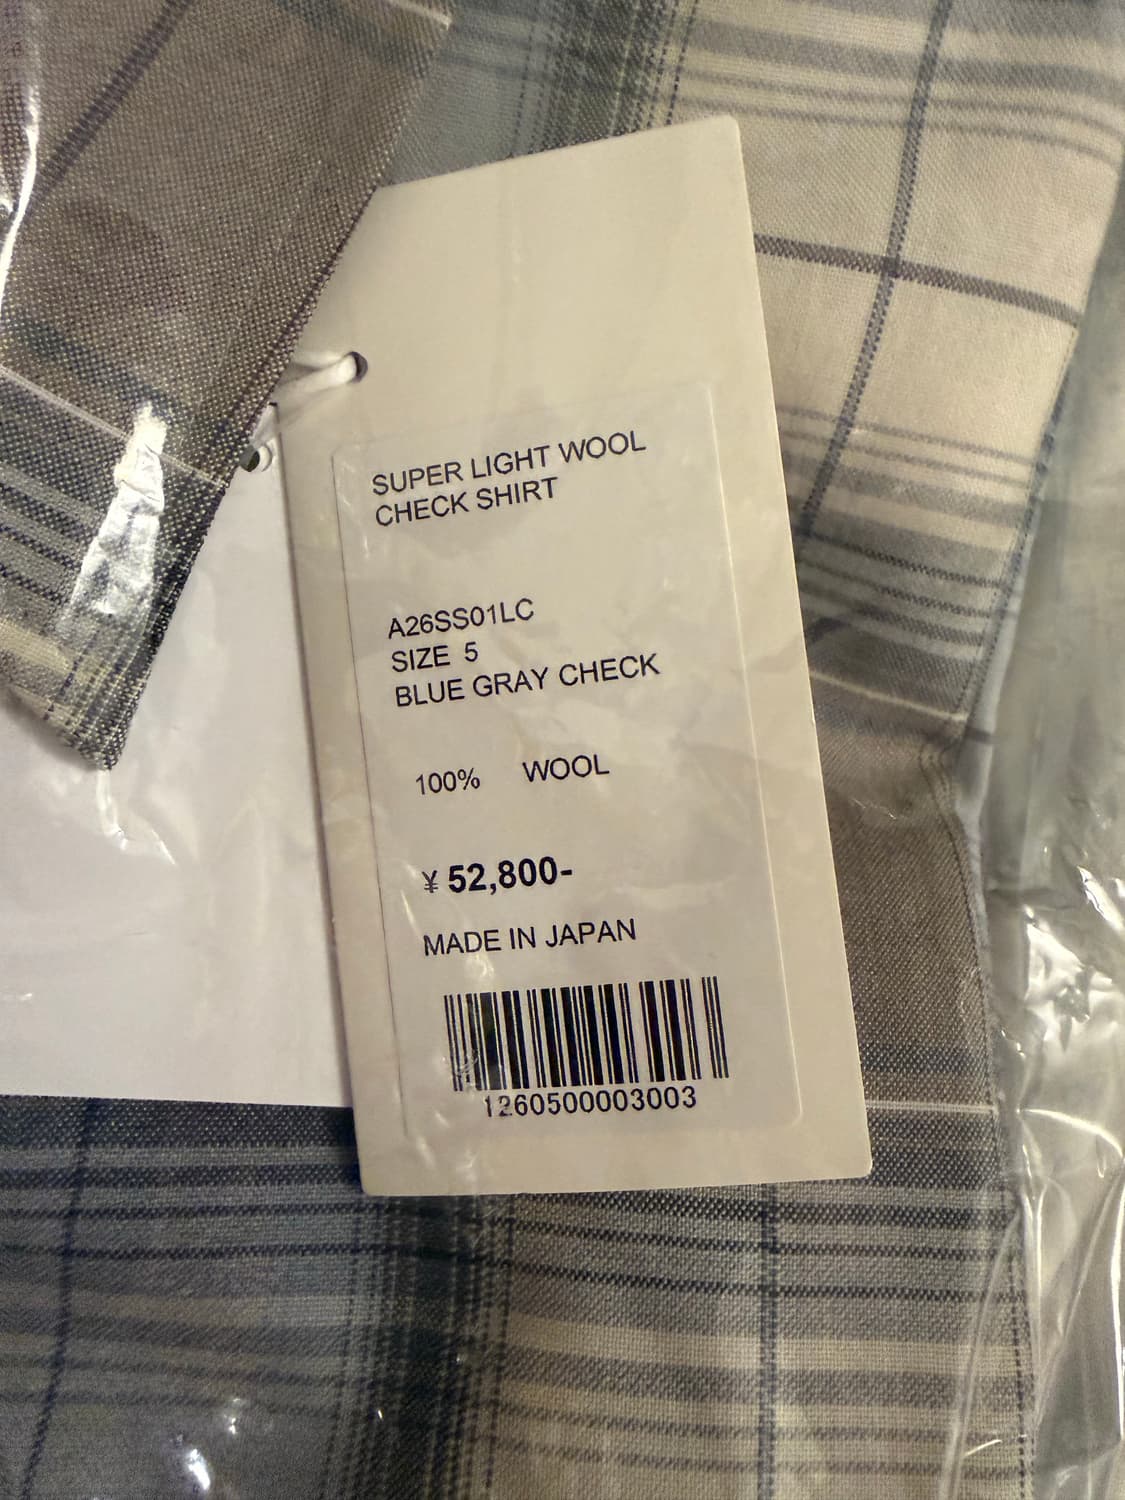 SUPER LIGHT WOOL
CHECK SHIRT
A26SS01LC
SIZE 5
BLUE GRAY CHECK
100% WOOL
¥ 52,800-
MADE IN JAPAN
1260500003003